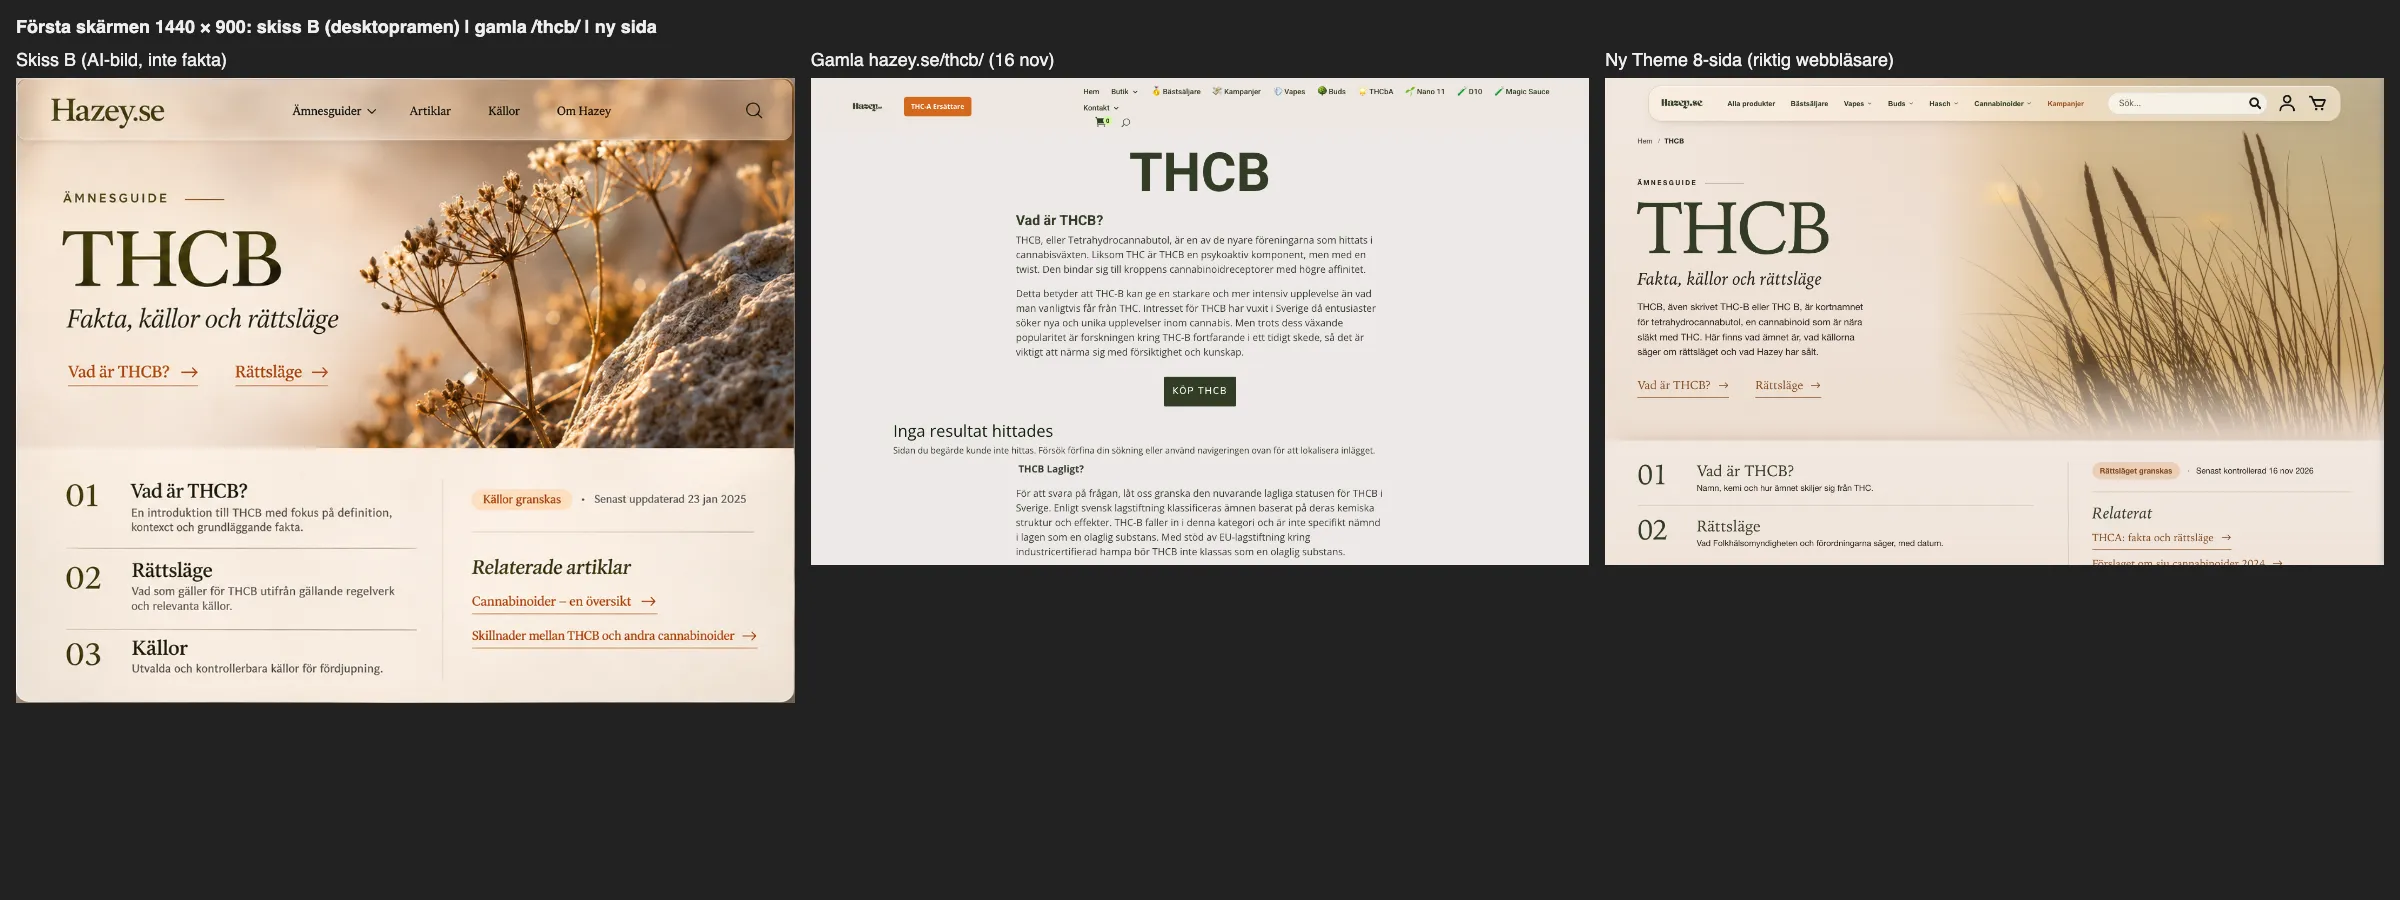 Första skärmen 1440 × 900: skiss B (desktopramen) | gamla /thcb/ | ny sida
Skiss B (AI-bild, inte fakta)
Hazey.se
Ämnesguider
Artiklar
Källor
Om Hazey
ÄMNESGUIDE
THCB
Fakta, källor och rättsläge
Vad är THCB? →
Rättsläge →
01
Vad är THCB?
En introduktion till THCB med fokus på definition,
kontext och grundläggande fakta.
02
Rättsläge
Vad som gäller för THCB utifrån gällande regelverk
och relevanta källor.
03
Källor
Utvalda och kontrollerbara källor för fördjupning.
Källor granskas • Senast uppdaterad 23 jan 2025
Relaterade artiklar
Cannabinoider – en översikt →
Skillnader mellan THCB och andra cannabinoider →
Gamla hazey.se/thcb/ (16 nov)
Hazey.se
THC-A Ersättare
Hem
Butik
Bästsäljare
Kampanjer
Vapes
Buds
THCbA
Nano 11
D10
Magic Sauce
Kontakt
0
THCB
Vad är THCB?
THCB, eller Tetrahydrocannabutol, är en av de nyare föreningarna som hittats i
cannabisväxten. Liksom THC är THCB en psykoaktiv komponent, men med en
twist. Den bindar sig till kroppens cannabinoidreceptorer med högre affinitet.
Detta betyder att THC-B kan ge en starkare och mer intensiv upplevelse än vad
man vanligtvis får från THC. Intresset för THCB har vuxit i Sverige då entusiaster
söker nya och unika upplevelser inom cannabis. Men trots dess växande
popularitet är forskningen kring THC-B fortfarande i ett tidigt skede, så det är
viktigt att närma sig med försiktighet och kunskap.
KÖP THCB
Inga resultat hittades
Sidan du begärde kunde inte hittas. Försök förfina din sökning eller använd navigeringen ovan för att lokalisera inlägget.
THCB Lagligt?
För att svara på frågan, låt oss granska den nuvarande lagliga statusen för THCB i
Sverige. Enligt svensk lagstiftning klassificeras ämnen baserat på deras kemiska
struktur och effekter. THC-B faller in i denna kategori och är inte specifikt nämnd
i lagen som en olaglig substans. Med stöd av EU-lagstiftning kring
industricertifierad hampa bör THCB inte klassas som en olaglig substans.
Ny Theme 8-sida (riktig webbläsare)
Hazey.se
Alla produkter
Bästsäljare
Vapes
Buds
Hasch
Cannabinoider
Kampanjer
Sök...
Hem / THCB
ÄMNESGUIDE
THCB
Fakta, källor och rättsläge
THCB, även skrivet THC-B eller THC B, är kortnamnet
för tetrahydrocannabutol, en cannabinoid som är nära
släkt med THC. Här finns vad ämnet är, vad källorna
säger om rättsläget och vad Hazey har sålt.
Vad är THCB? →
Rättsläge →
01
Vad är THCB?
Namn, kemi och hur ämnet skiljer sig från THC.
02
Rättsläge
Vad Folkhälsomyndigheten och förordningarna säger, med datum.
Rättsläget granskas · Senast kontrollerad 16 nov 2026
Relaterat
THCA: fakta och rättsläge →
Förslaget om sju cannabinoider 2024 →